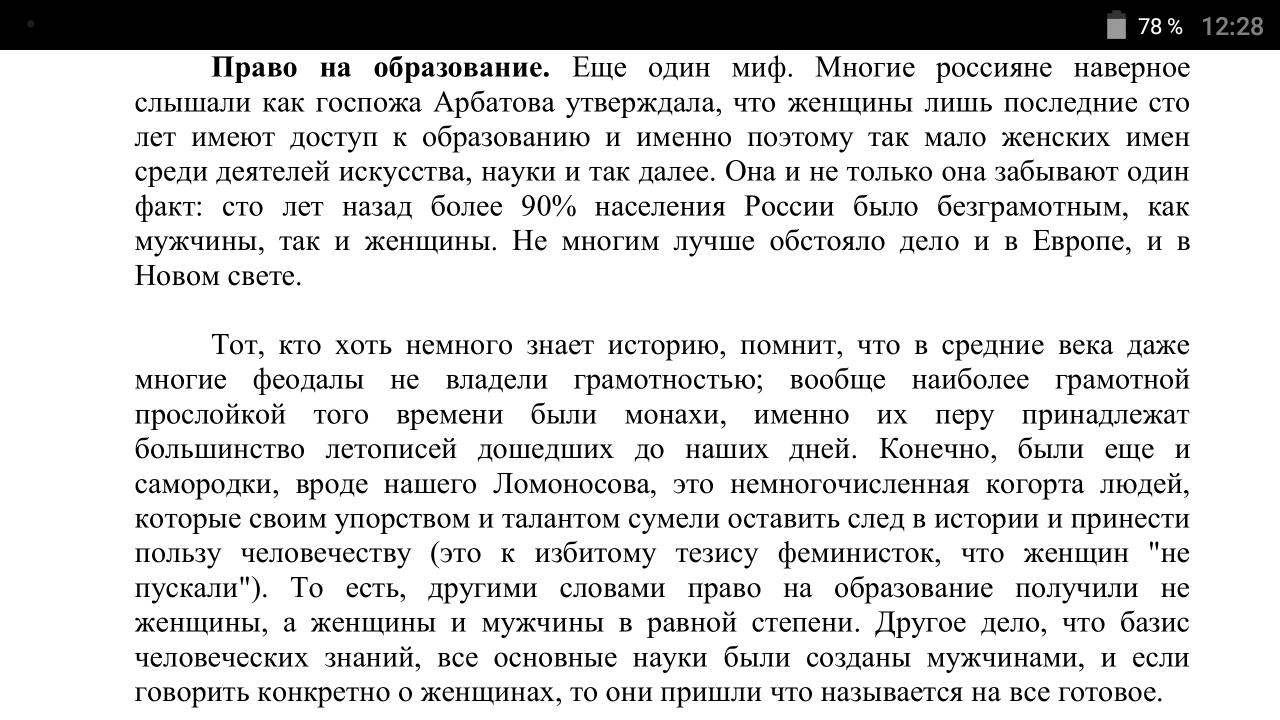 78 % 12:28
Право на образование. Еще один миф. Многие россияне наверное
слышали как госпожа Арбатова утверждала, что женщины лишь последние сто
лет имеют доступ к образованию и именно поэтому так мало женских имен
среди деятелей искусства, науки и так далее. Она и не только она забывают один
факт: сто лет назад более 90% населения России было безграмотным, как
мужчины, так и женщины. Не многим лучше обстояло дело и в Европе, и в
Новом свете.
Тот, кто хоть немного знает историю, помнит, что в средние века даже
многие феодалы не владели грамотностью; вообще наиболее грамотной
прослойкой того времени были монахи, именно их перу принадлежат
большинство летописей дошедших до наших дней. Конечно, были еще и
самородки, вроде нашего Ломоносова, это немногочисленная когорта людей,
которые своим упорством и талантом сумели оставить след в истории и принести
пользу человечеству (это к избитому тезису феминисток, что женщин "не
пускали"). То есть, другими словами право на образование получили не
женщины, а женщины и мужчины в равной степени. Другое дело, что базис
человеческих знаний, все основные науки были созданы мужчинами, и если
говорить конкретно о женщинах, то они пришли что называется на все готовое.